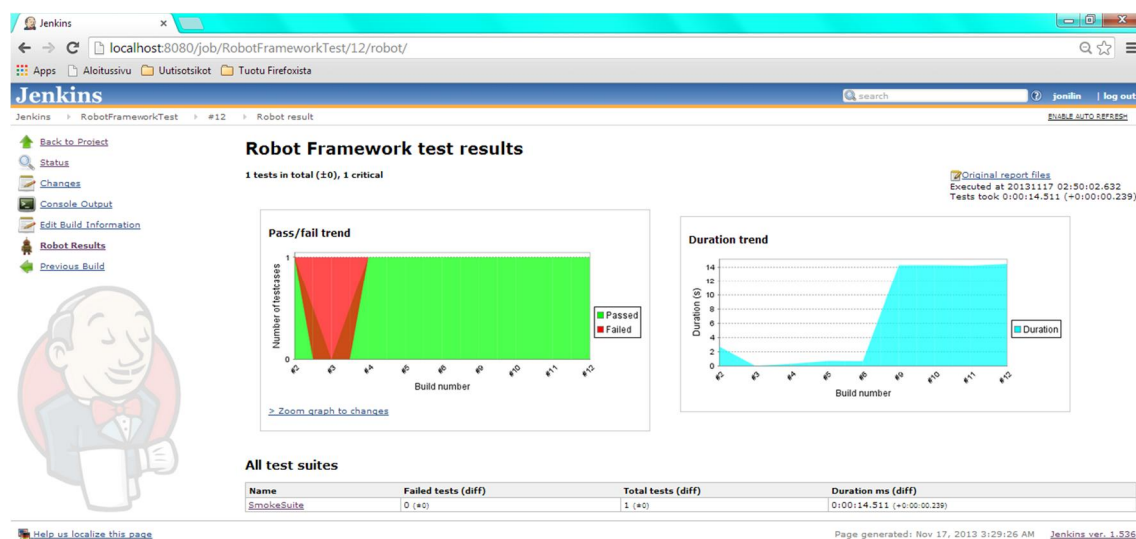 Jenkins
localhost:8080/job/RobotFrameworkTest/12/robot/
Apps Aloitussivu Uutisotsikot Tuotu Firefoxista
Jenkins search jonilin | log out
Jenkins RobotFrameworkTest #12 Robot result ENABLE AUTO REFRESH
Back to Project
Status
Changes
Console Output
Edit Build Information
Robot Results
Previous Build
Robot Framework test results
1 tests in total (±0), 1 critical
Original report files
Executed at 20131117 02:50:02.632
Tests took 0:00:14.511 (+0:00:00.239)
Pass/fail trend
Number of testcases
1
0
#2 #3 #4 #5 #6 #9 #10 #11 #12
Build number
Passed
Failed
> Zoom graph to changes
Duration trend
Duration (s)
14
12
10
8
6
4
2
0
#2 #3 #4 #5 #6 #9 #10 #11 #12
Build number
Duration
All test suites
Name Failed tests (diff) Total tests (diff) Duration ms (diff)
SmokeSuite 0 (±0) 1 (±0) 0:00:14.511 (+0:00:00.239)
Help us localize this page Page generated: Nov 17, 2013 3:29:26 AM Jenkins ver. 1.536